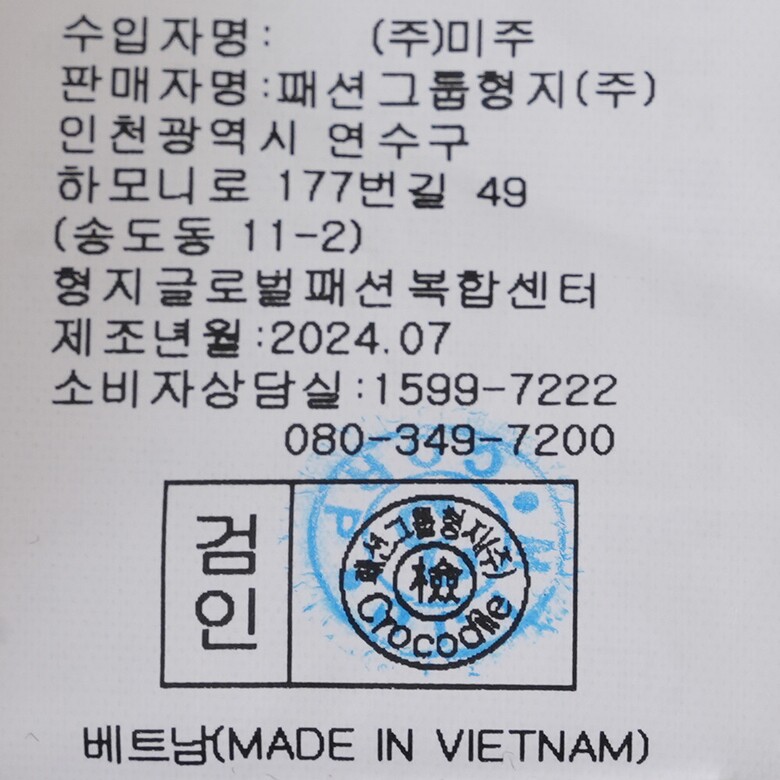 수입자명: (주)미주
판매자명:패션그룹형지(주)
인천광역시 연수구
하모니로 177번길 49
(송도동 11-2)
형지글로벌패션복합센터
제조년월:2024.07
소비자상담실:1599-7222
080-349-7200
검인
패션그룹형지(주)
檢
Crocodile
베트남(MADE IN VIETNAM)